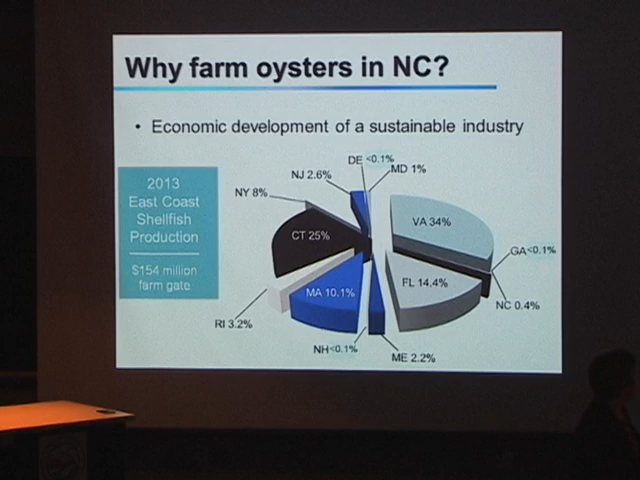 Why farm oysters in NC?
• Economic development of a sustainable industry
2013
East Coast
Shellfish
Production
$154 million
farm gate
DE <0.1%
MD 1%
NJ 2.6%
NY 8%
VA 34%
CT 25%
GA<0.1%
FL 14.4%
MA 10.1%
NC 0.4%
RI 3.2%
NH<0.1%
ME 2.2%